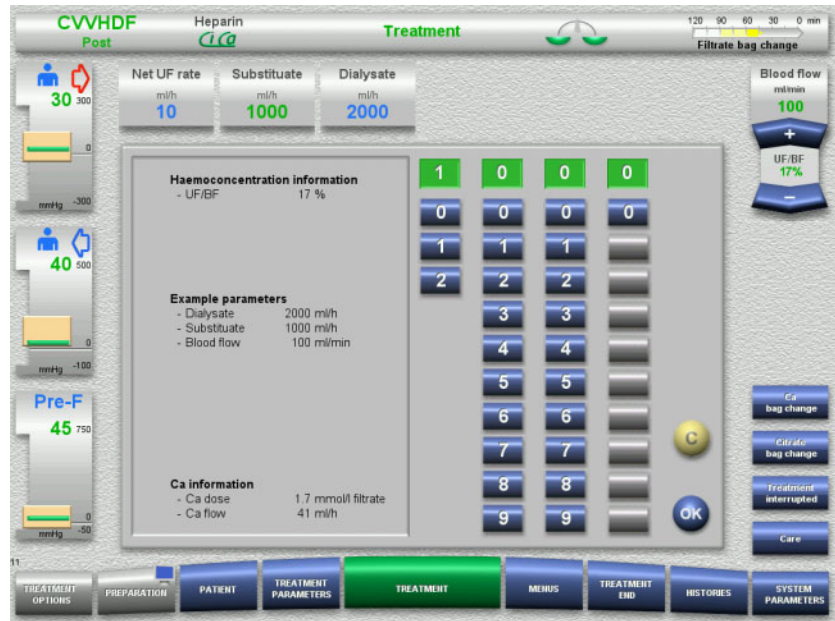 CVVHDF
Post
Heparin
CiCa
Treatment
120 90 60 30 0 min
Filtrate bag change
30 300
0
mmHg -300
Net UF rate
ml/h
10
Substituate
ml/h
1000
Dialysate
ml/h
2000
Blood flow
ml/min
100
+
UF/BF
17%
−
40 500
0
mmHg -100
Pre-F
45 750
0
mmHg -50
Haemoconcentration information
- UF/BF 17 %
Example parameters
- Dialysate 2000 ml/h
- Substituate 1000 ml/h
- Blood flow 100 ml/min
Ca information
- Ca dose 1.7 mmol/l filtrate
- Ca flow 41 ml/h
1 0 0 0
0 0 0 0
1 1 1
2 2 2
3 3
4 4
5 5
6 6
7 7
8 8
9 9
C
OK
Ca
bag change
Citrate
bag change
Treatment
interrupted
Care
11
TREATMENT
OPTIONS
PREPARATION
PATIENT
TREATMENT
PARAMETERS
TREATMENT
MENUS
TREATMENT
END
HISTORIES
SYSTEM
PARAMETERS